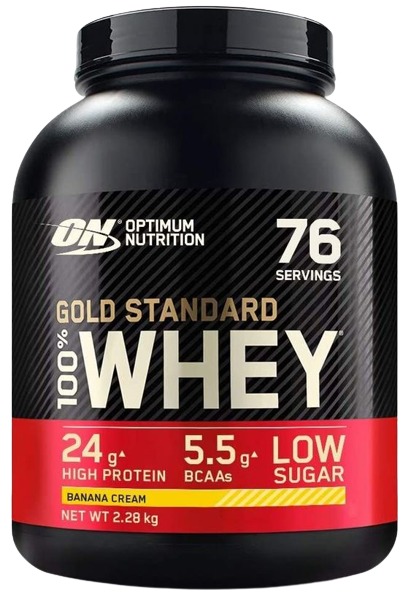 ON OPTIMUM
NUTRITION
76
SERVINGS
GOLD STANDARD
100% WHEY®
24g▲ 5.5g▲ LOW
HIGH PROTEIN BCAAs SUGAR
BANANA CREAM
NET WT 2.28 kg